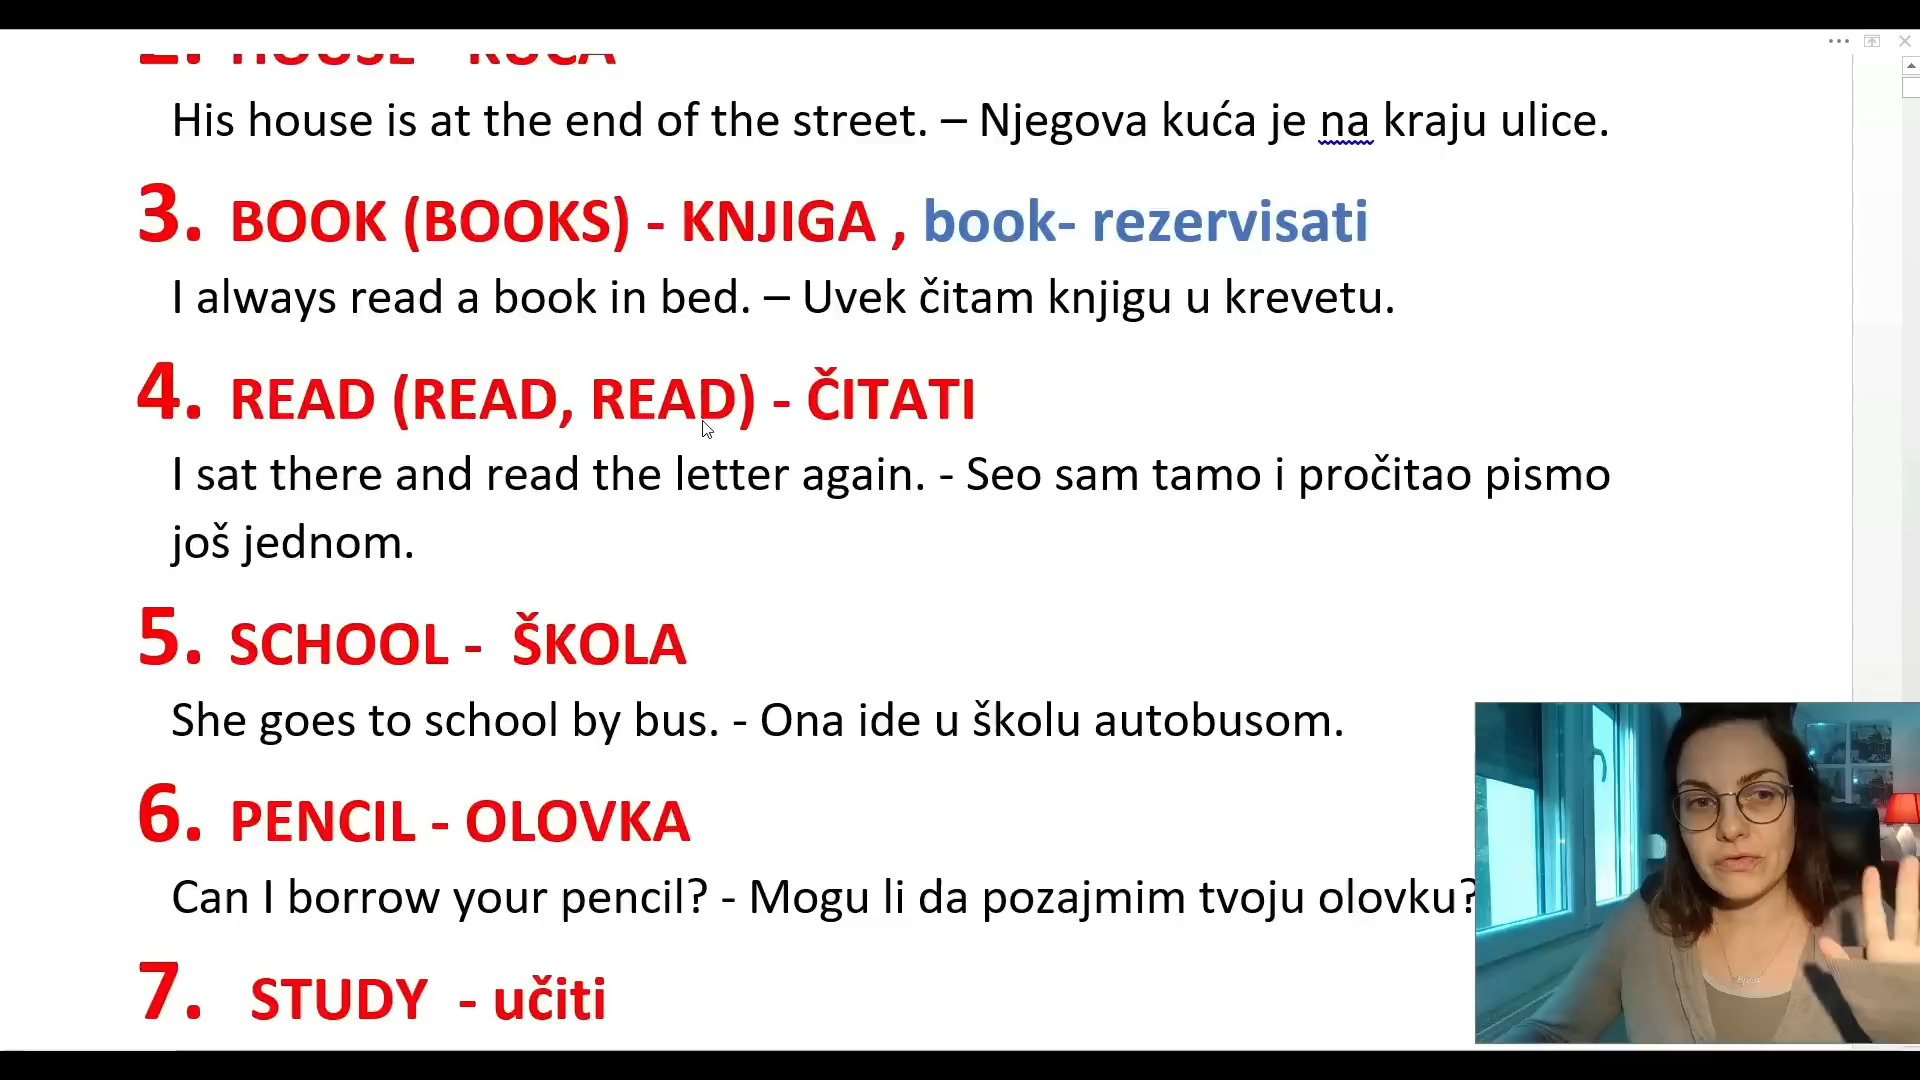 2. HOUSE - KUĆA
His house is at the end of the street. – Njegova kuća je na kraju ulice.
3. BOOK (BOOKS) - KNJIGA , book- rezervisati
I always read a book in bed. – Uvek čitam knjigu u krevetu.
4. READ (READ, READ) - ČITATI
I sat there and read the letter again. - Seo sam tamo i pročitao pismo
još jednom.
5. SCHOOL - ŠKOLA
She goes to school by bus. - Ona ide u školu autobusom.
6. PENCIL - OLOVKA
Can I borrow your pencil? - Mogu li da pozajmim tvoju olovku?
7. STUDY - učiti